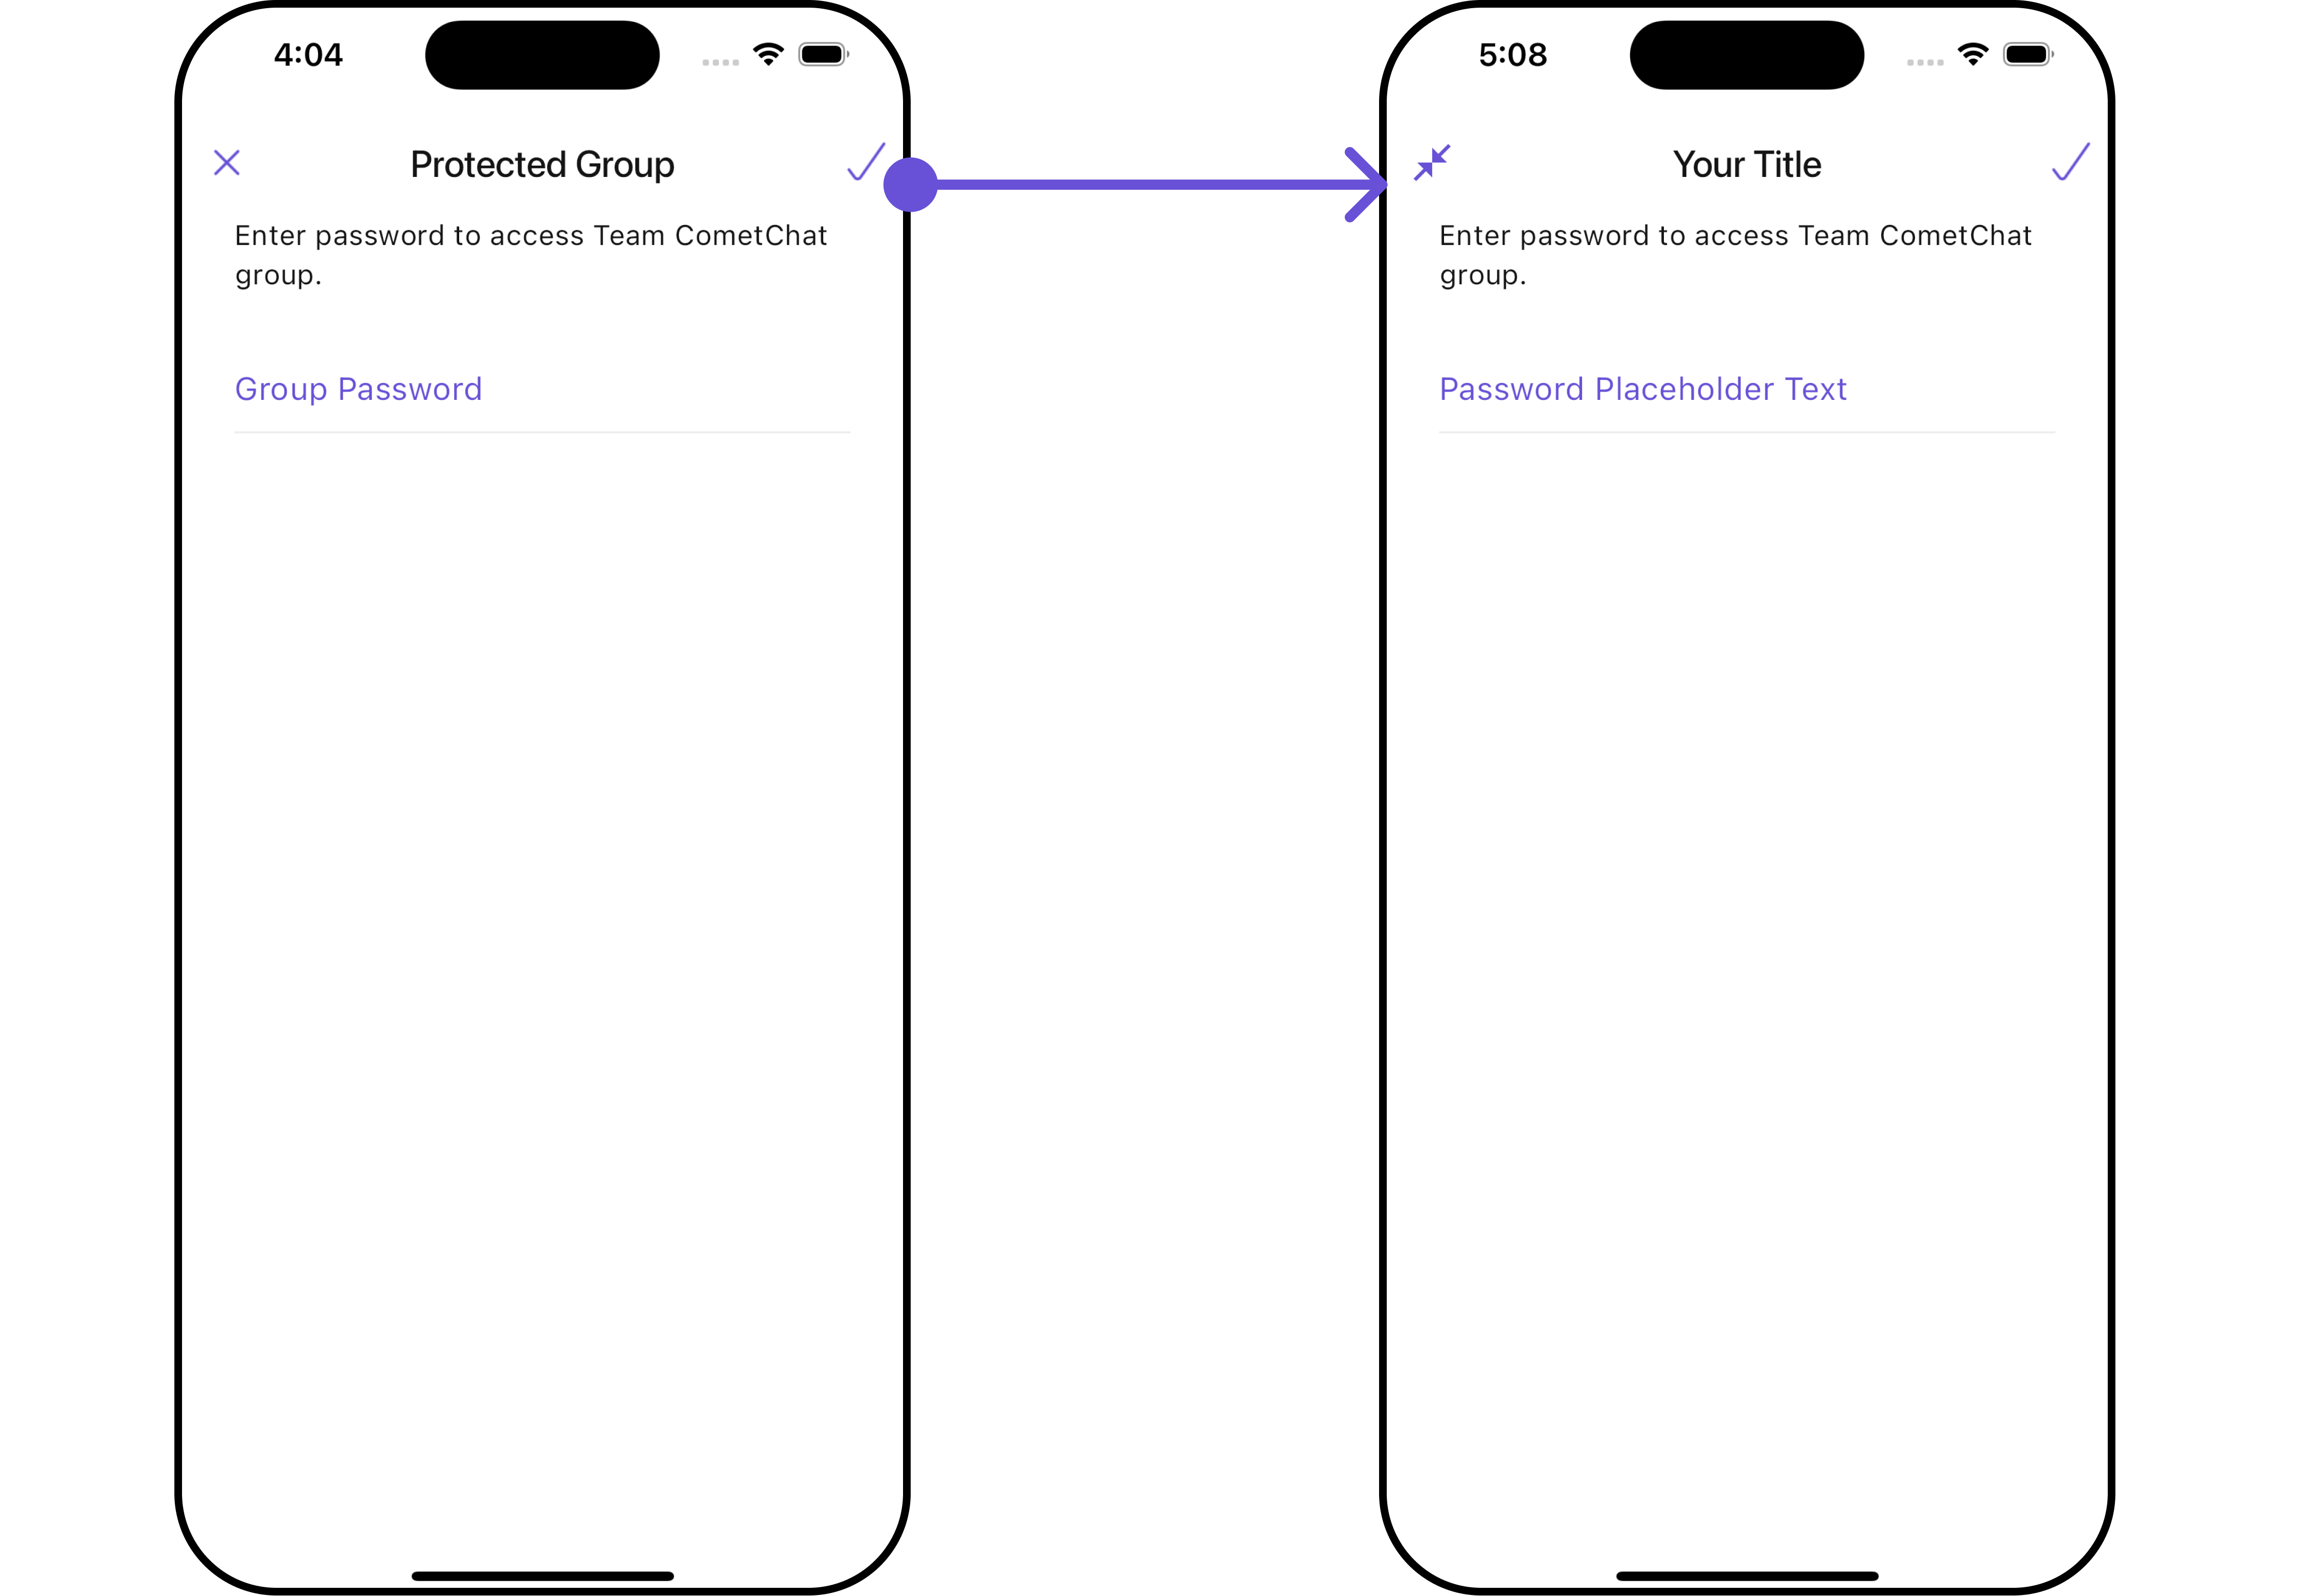 4:04
Protected Group
Enter password to access Team CometChat
group.
Group Password
5:08
Your Title
Enter password to access Team CometChat
group.
Password Placeholder Text